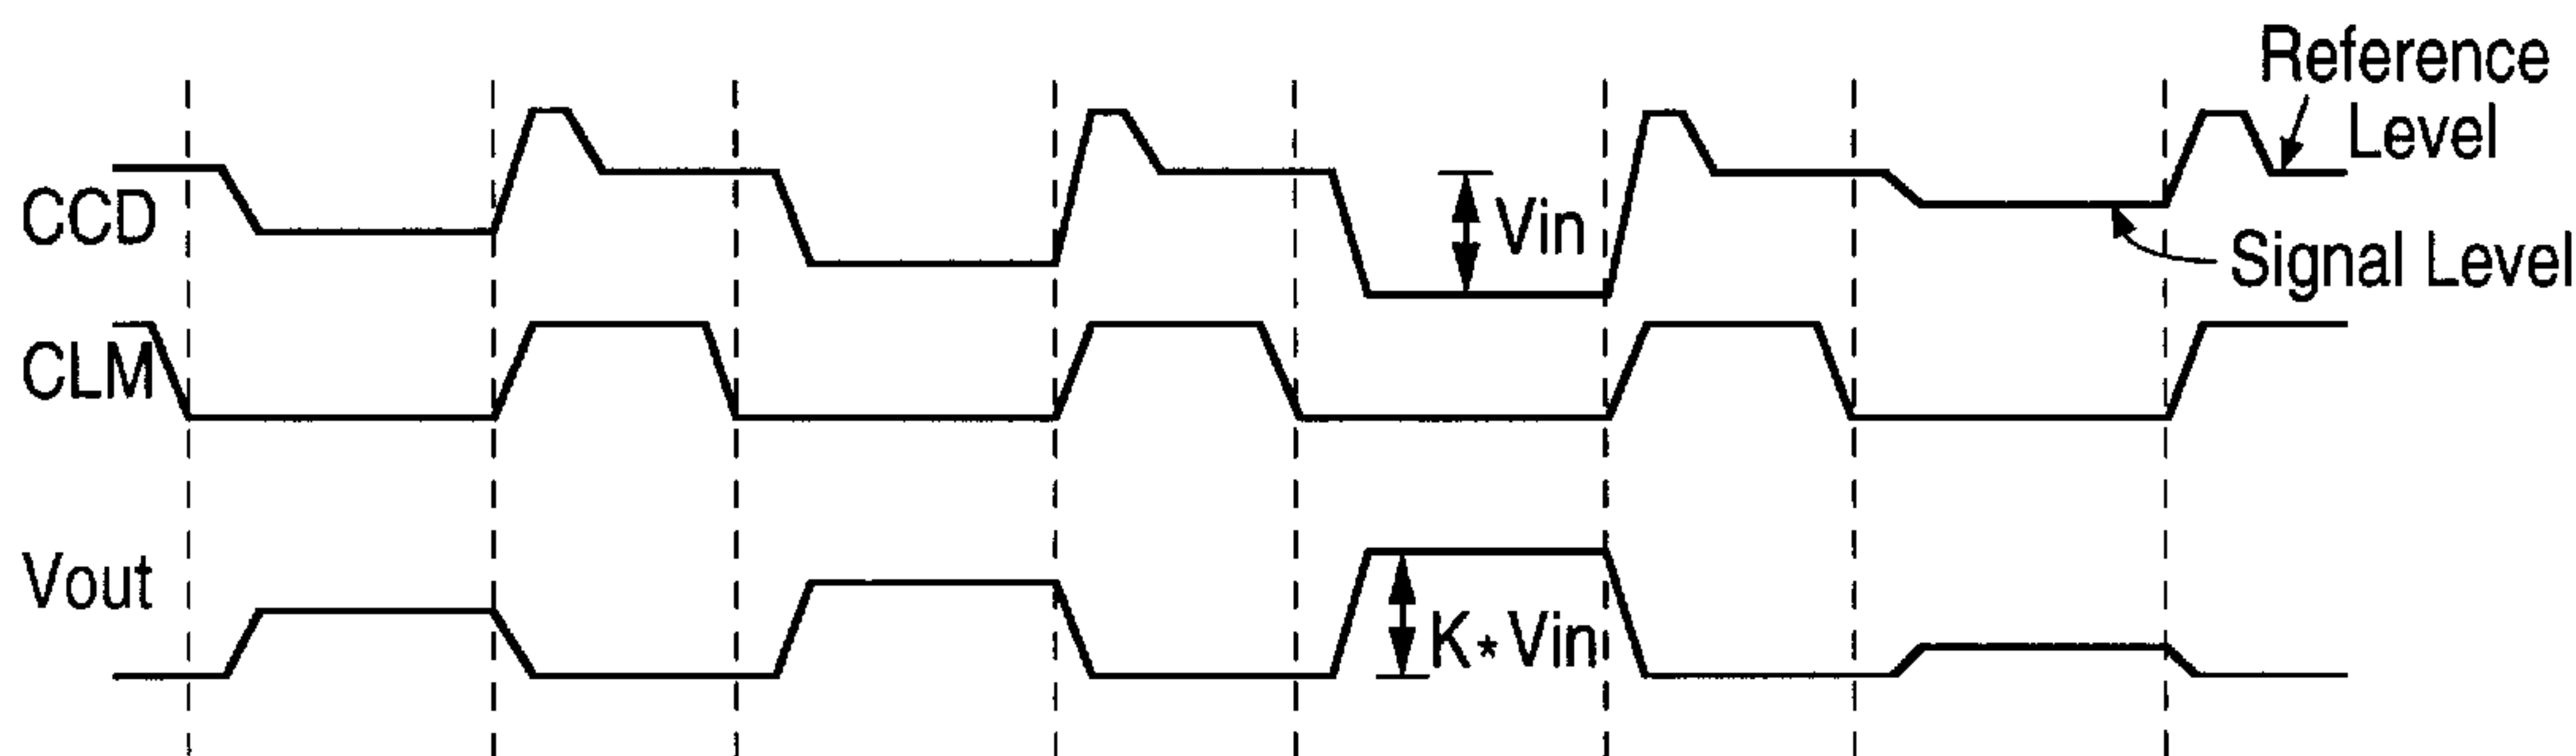 Reference
Level
CCD
Vin
Signal Level
CLM
Vout
K * Vin